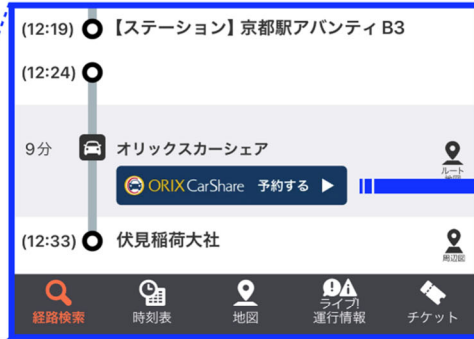 (12:19) 【ステーション】京都駅アバンティ B3
(12:24)
9分 オリックスカーシェア
ルート
地図
ORIX CarShare 予約する ▶
(12:33) 伏見稲荷大社
周辺図
経路検索 時刻表 地図 ライブ!運行情報 チケット